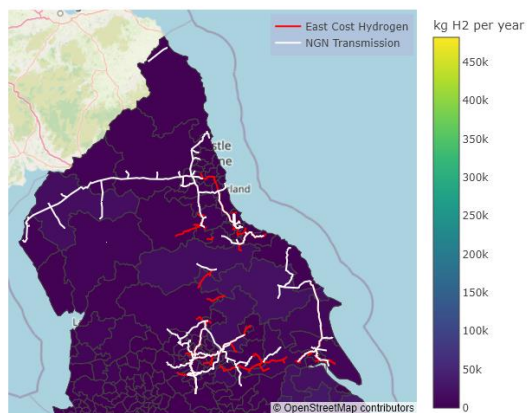 kg H2 per year
East Cost Hydrogen
NGN Transmission
450k
400k
350k
300k
250k
200k
150k
100k
50k
0
© OpenStreetMap contributors